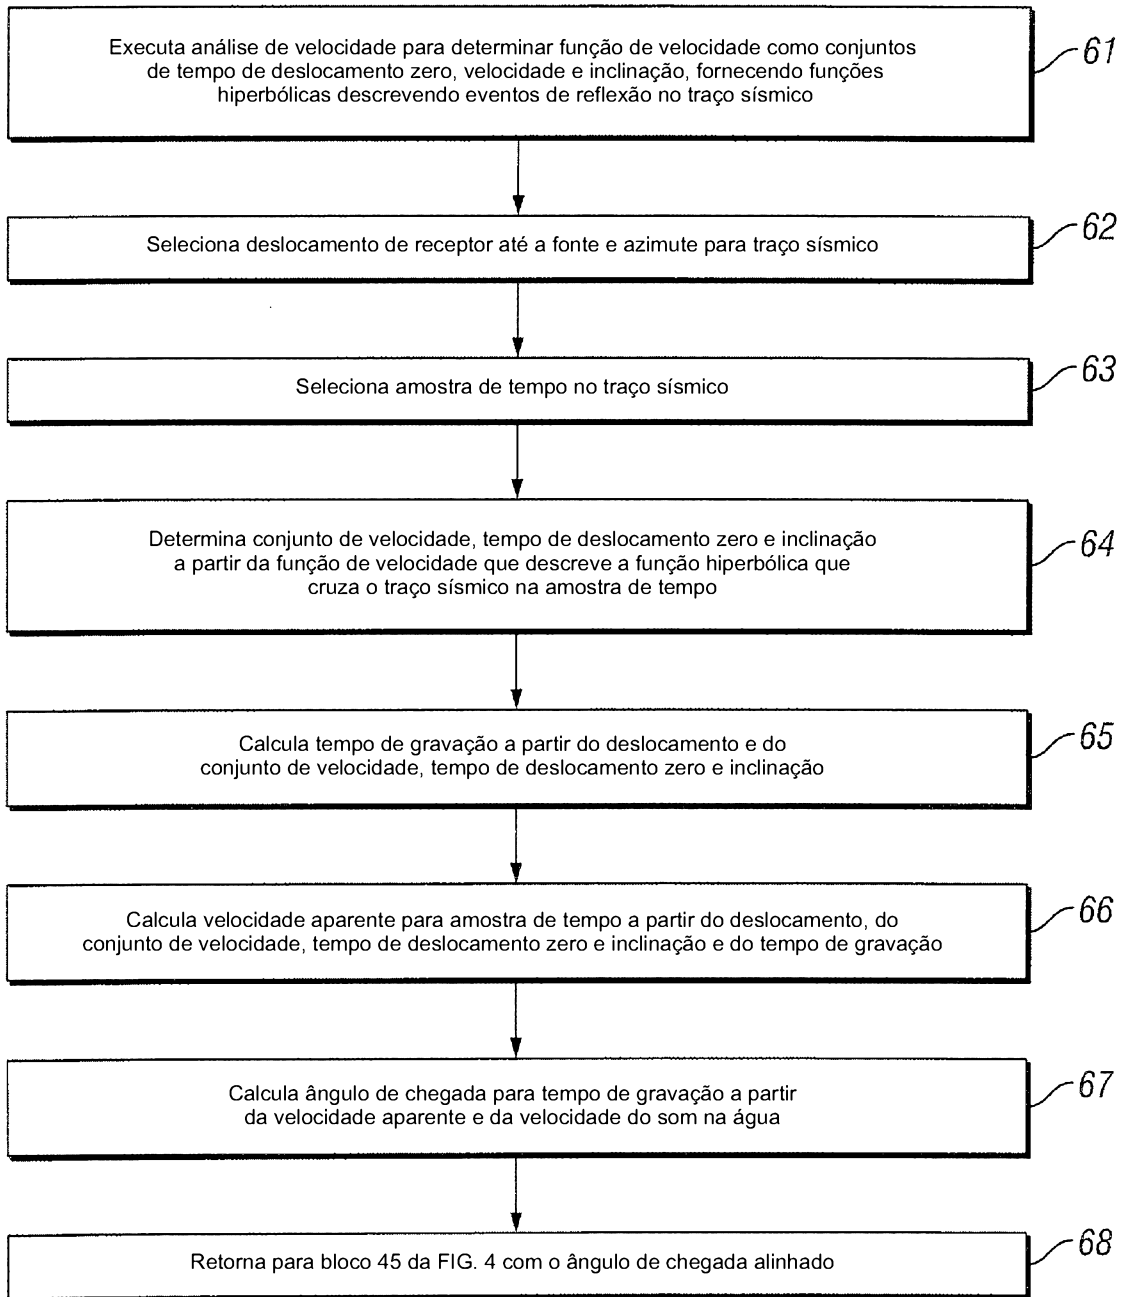 Executa análise de velocidade para determinar função de velocidade como conjuntos
de tempo de deslocamento zero, velocidade e inclinação, fornecendo funções
hiperbólicas descrevendo eventos de reflexão no traço sísmico
61
Seleciona deslocamento de receptor até a fonte e azimute para traço sísmico
62
Seleciona amostra de tempo no traço sísmico
63
Determina conjunto de velocidade, tempo de deslocamento zero e inclinação
a partir da função de velocidade que descreve a função hiperbólica que
cruza o traço sísmico na amostra de tempo
64
Calcula tempo de gravação a partir do deslocamento e do
conjunto de velocidade, tempo de deslocamento zero e inclinação
65
Calcula velocidade aparente para amostra de tempo a partir do deslocamento, do
conjunto de velocidade, tempo de deslocamento zero e inclinação e do tempo de gravação
66
Calcula ângulo de chegada para tempo de gravação a partir
da velocidade aparente e da velocidade do som na água
67
Retorna para bloco 45 da FIG. 4 com o ângulo de chegada alinhado
68